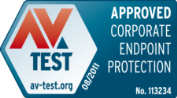 AV
TEST
av-test.org
08/2011
APPROVED
CORPORATE
ENDPOINT
PROTECTION
No. 113234